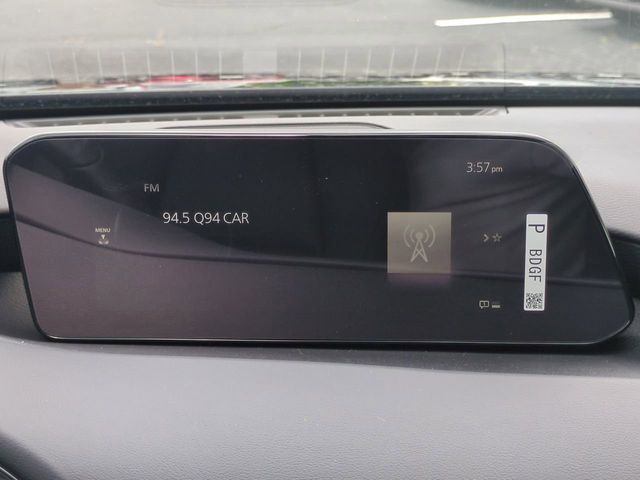 3:57 pm
FM
94.5 Q94 CAR
MENU
P BDGF